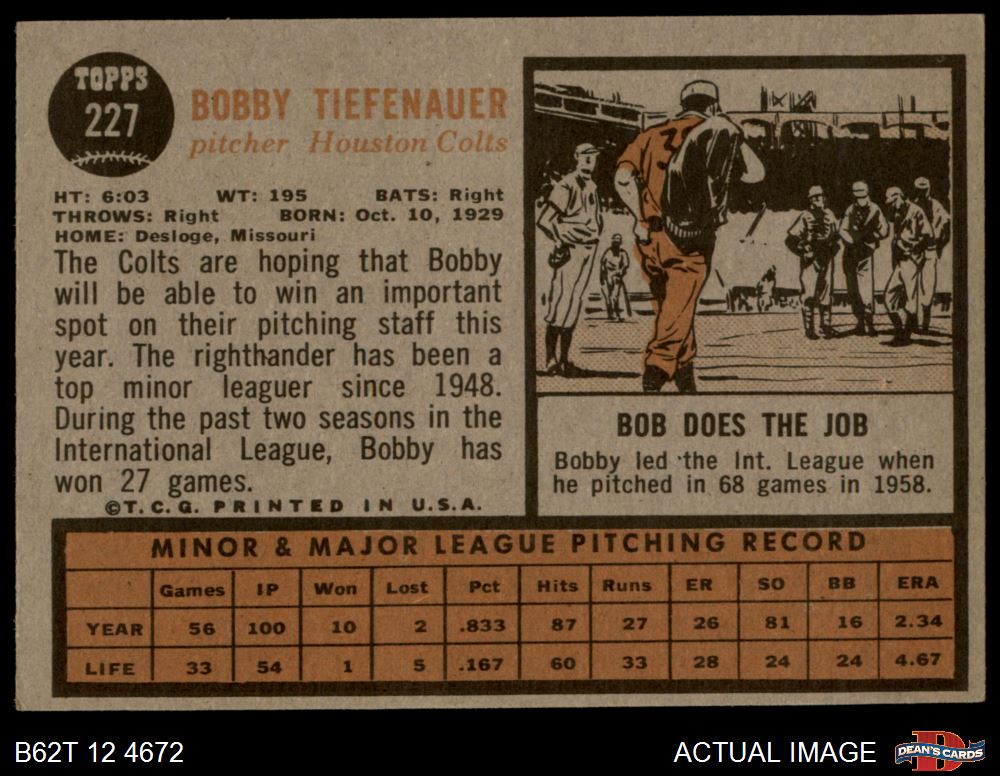 TOPPS
227
BOBBY TIEFENAUER
pitcher Houston Colts
HT: 6:03 WT: 195 BATS: Right
THROWS: Right BORN: Oct. 10, 1929
HOME: Desloge, Missouri
The Colts are hoping that Bobby
will be able to win an important
spot on their pitching staff this
year. The righthander has been a
top minor leaguer since 1948.
During the past two seasons in the
International League, Bobby has
won 27 games.
©T.C.G. PRINTED IN U.S.A.
BOB DOES THE JOB
Bobby led the Int. League when
he pitched in 68 games in 1958.
MINOR & MAJOR LEAGUE PITCHING RECORD
Games IP Won Lost Pct Hits Runs ER SO BB ERA
YEAR 56 100 10 2 .833 87 27 26 81 16 2.34
LIFE 33 54 1 5 .167 60 33 28 24 24 4.67
B62T 12 4672
ACTUAL IMAGE
D
DEAN'S CARDS